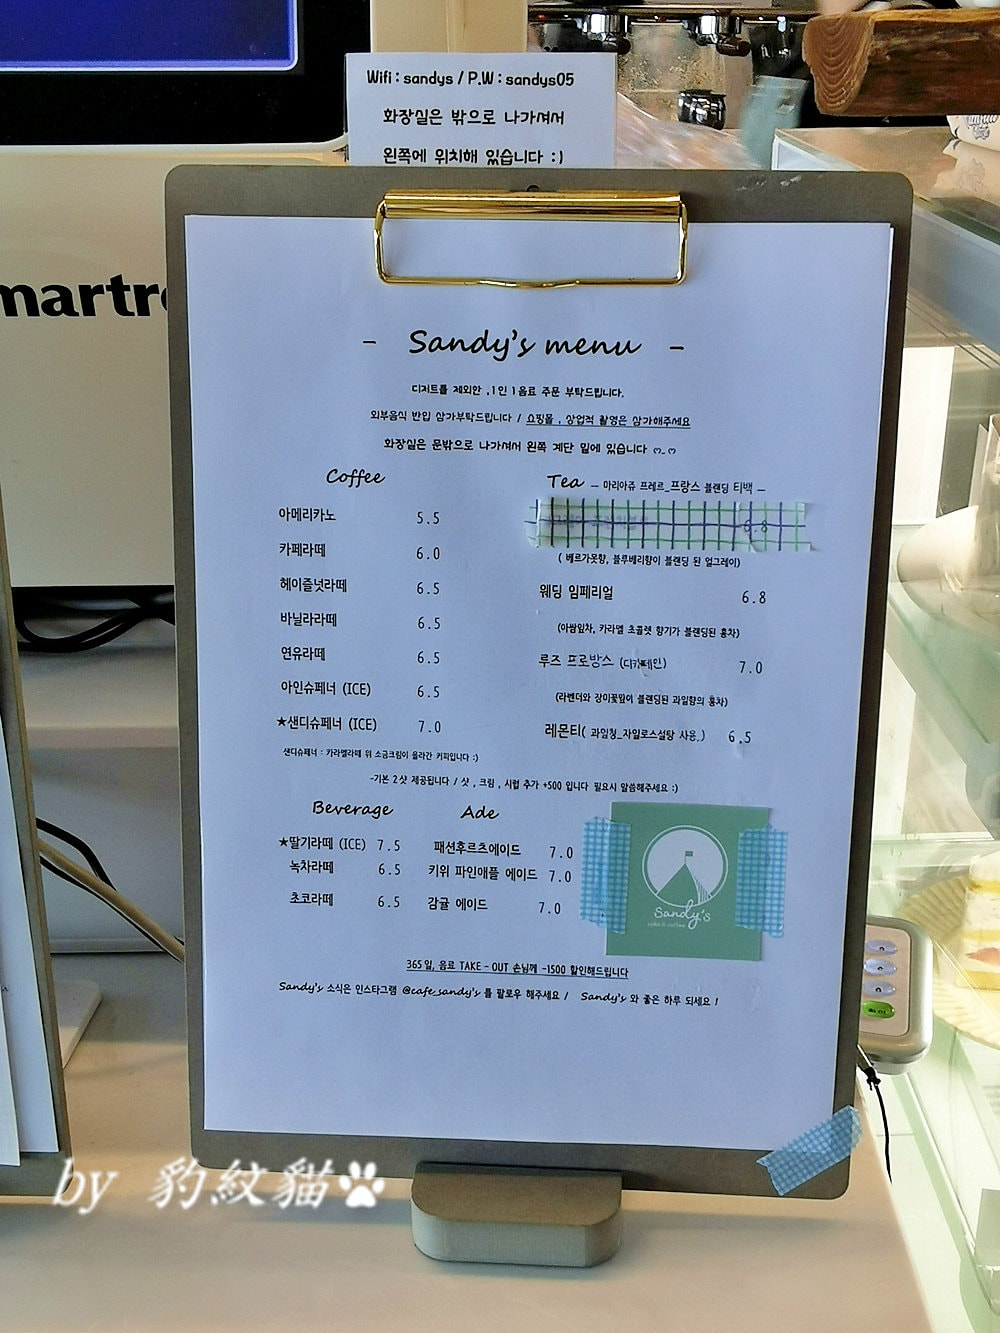 Wifi : sandys / P.W : sandys05
화장실은 밖으로 나가셔서
왼쪽에 위치해 있습니다 :)
martr
- Sandy's menu -
디저트를 제외한 , 1인 1음료 주문 부탁드립니다.
외부음식 반입 삼가부탁드립니다 / 쇼핑몰 , 상업적 촬영은 삼가해주세요
화장실은 문밖으로 나가셔서 왼쪽 계단 밑에 있습니다
Coffee
아메리카노 5.5
카페라떼 6.0
헤이즐넛라떼 6.5
바닐라라떼 6.5
연유라떼 6.5
아인슈페너 (ICE) 6.5
★샌디슈페너 (ICE) 7.0
샌디슈페너 : 카라멜라떼 위 소금크림이 올라간 커피입니다 :)
Tea - 마리아쥬 프레르_프랑스 블랜딩 티백 -
6.8
( 베르가못향, 블루베리향이 블랜딩 된 얼그레이)
웨딩 임페리얼 6.8
(아쌈잎차, 카라멜 초콜렛 향기가 블랜딩된 홍차)
루즈 프로방스 (디카페인) 7.0
(라벤더와 장미꽃잎이 블랜딩된 과일향의 홍차)
레몬티( 과일청_자일로스설탕 사용.) 6.5
-기본 2샷 제공됩니다 / 샷 , 크림 , 시럽 추가 +500 입니다 필요시 말씀해주세요 :)
Beverage
★딸기라떼 (ICE) 7.5
녹차라떼 6.5
초코라떼 6.5
Ade
패션후르츠에이드 7.0
키위 파인애플 에이드 7.0
감귤 에이드 7.0
Sandy's
cake & coffee
365일, 음료 TAKE - OUT 손님께 -1500 할인해드립니다
Sandy's 소식은 인스타그램 @cafe_sandy's 를 팔로우 해주세요 / Sandy's 와 좋은 하루 되세요 !
by 豹紋貓